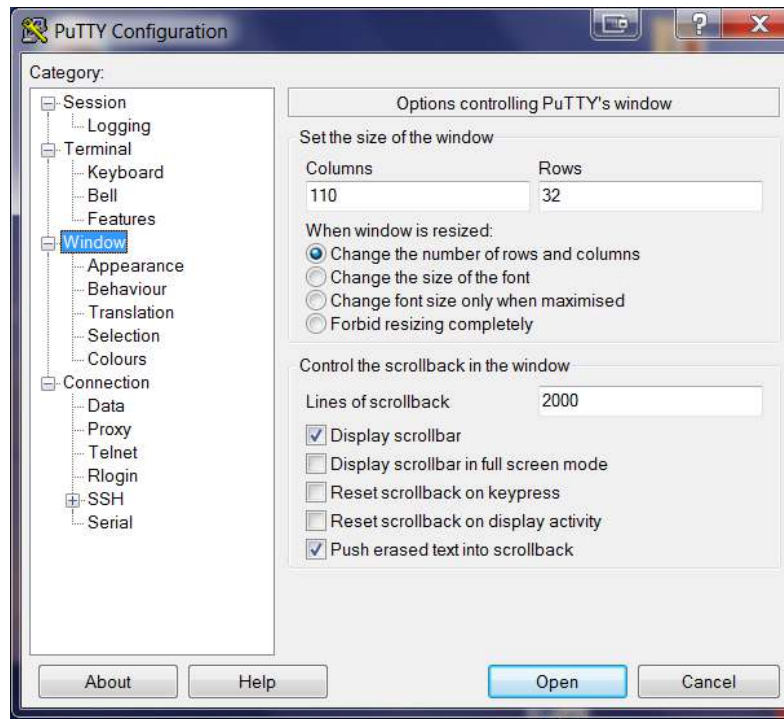 PuTTY Configuration
Category:
Session
Logging
Terminal
Keyboard
Bell
Features
Window
Appearance
Behaviour
Translation
Selection
Colours
Connection
Data
Proxy
Telnet
Rlogin
SSH
Serial
Options controlling PuTTY's window
Set the size of the window
Columns Rows
110 32
When window is resized:
Change the number of rows and columns
Change the size of the font
Change font size only when maximised
Forbid resizing completely
Control the scrollback in the window
Lines of scrollback 2000
Display scrollbar
Display scrollbar in full screen mode
Reset scrollback on keypress
Reset scrollback on display activity
Push erased text into scrollback
About Help Open Cancel